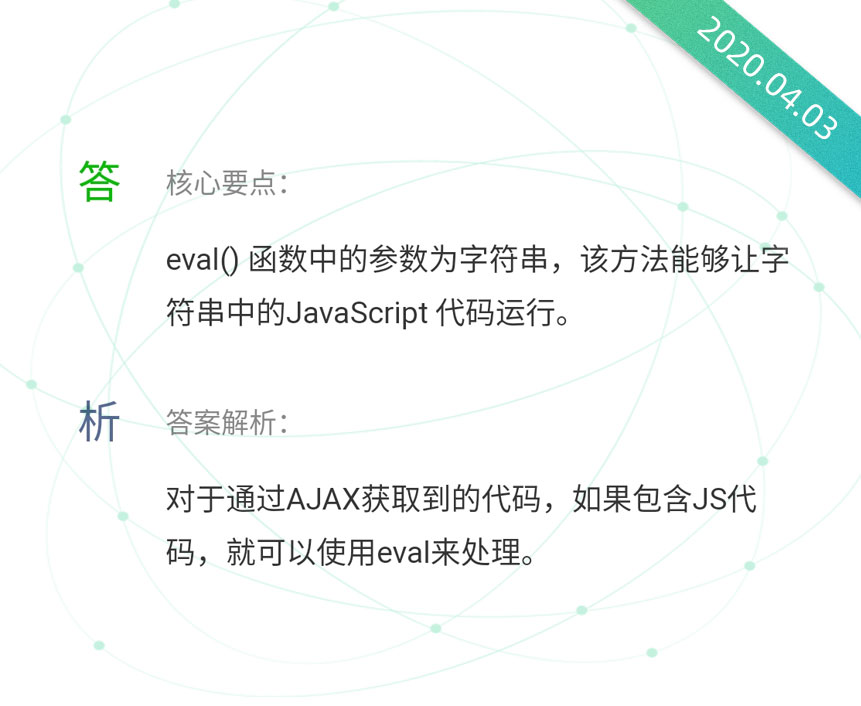 2020.04.03
答
核心要点：
eval() 函数中的参数为字符串，该方法能够让字
符串中的JavaScript 代码运行。
析
答案解析：
对于通过AJAX获取到的代码，如果包含JS代
码，就可以使用eval来处理。